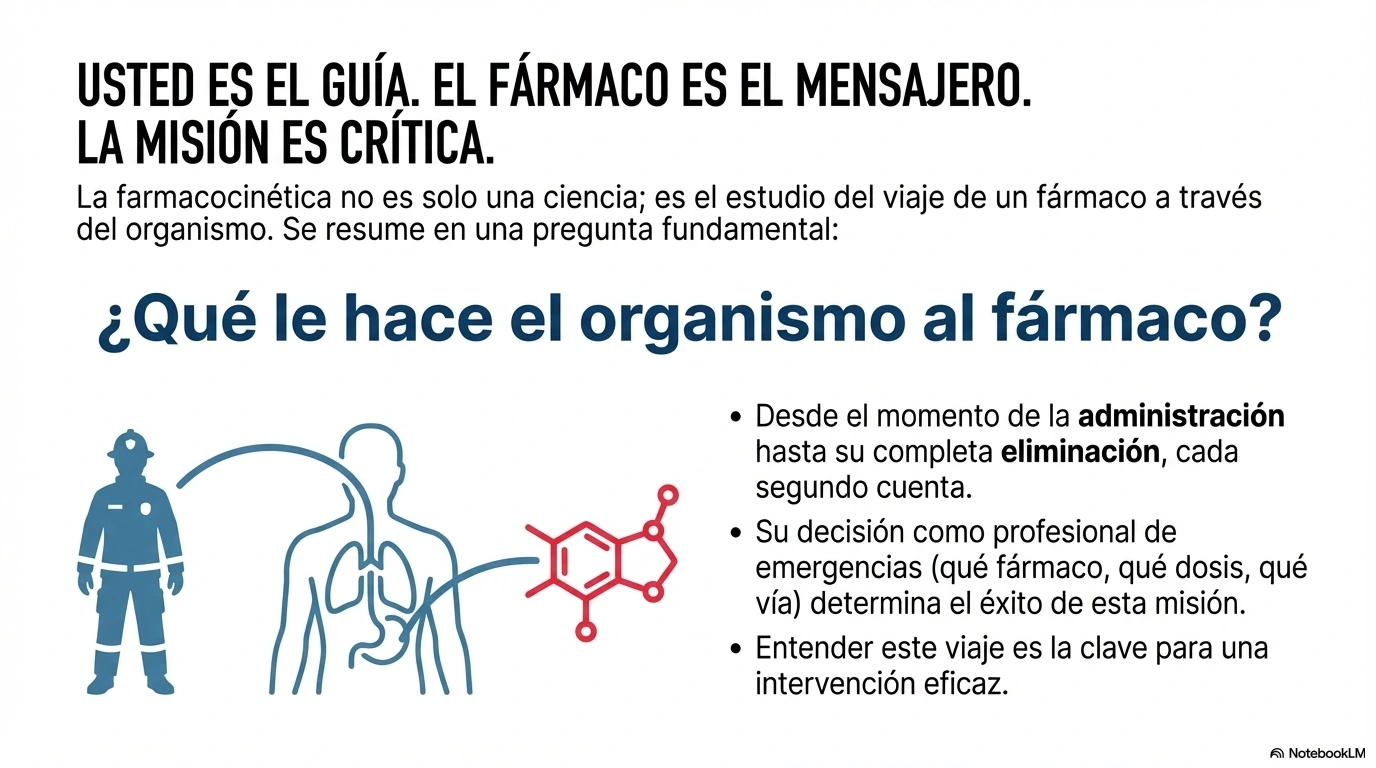 USTED ES EL GUÍA. EL FÁRMACO ES EL MENSAJERO.
LA MISIÓN ES CRÍTICA.
La farmacocinética no es solo una ciencia; es el estudio del viaje de un fármaco a través
del organismo. Se resume en una pregunta fundamental:
¿Qué le hace el organismo al fármaco?
• Desde el momento de la administración
hasta su completa eliminación, cada
segundo cuenta.
• Su decisión como profesional de
emergencias (qué fármaco, qué dosis, qué
vía) determina el éxito de esta misión.
• Entender este viaje es la clave para una
intervención eficaz.
NotebookLM